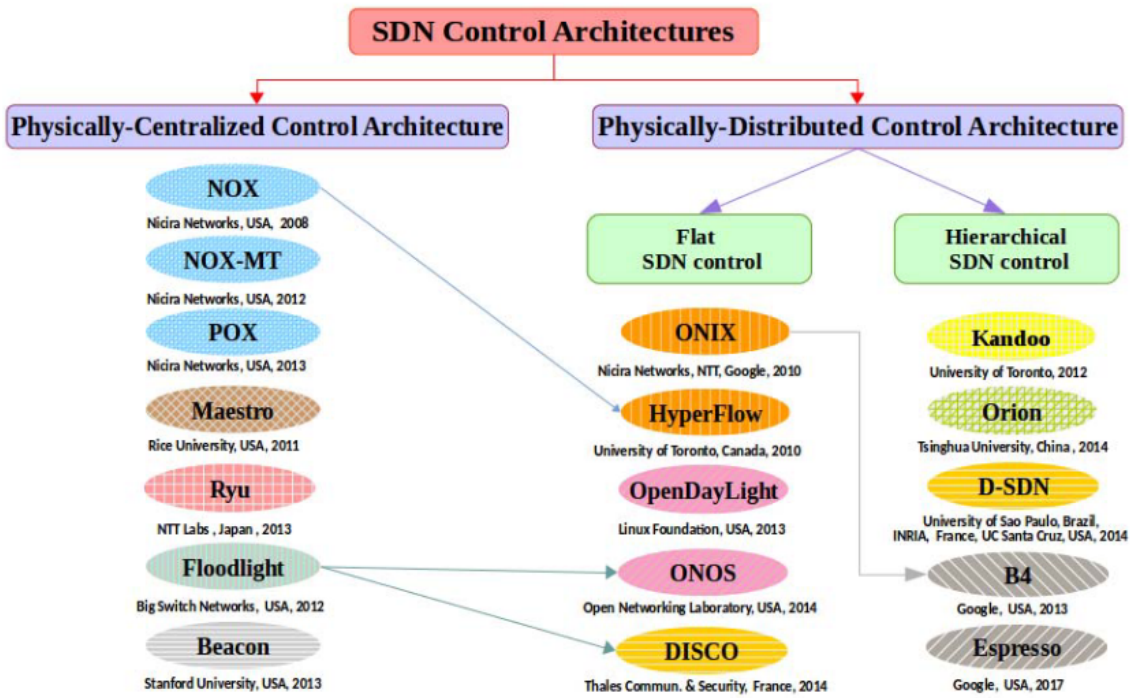 SDN Control Architectures
Physically-Centralized Control Architecture
Physically-Distributed Control Architecture
NOX
Nicira Networks, USA, 2008
NOX-MT
Nicira Networks, USA, 2012
POX
Nicira Networks, USA, 2013
Maestro
Rice University, USA, 2011
Ryu
NTT Labs , Japan , 2013
Floodlight
Big Switch Networks, USA, 2012
Beacon
Stanford University, USA, 2013
Flat
SDN control
ONIX
Nicira Networks, NTT, Google, 2010
HyperFlow
University of Toronto, Canada, 2010
OpenDayLight
Linux Foundation, USA, 2013
ONOS
Open Networking Laboratory, USA, 2014
DISCO
Thales Commun. & Security, France, 2014
Hierarchical
SDN control
Kandoo
University of Toronto, 2012
Orion
Tsinghua University, China , 2014
D-SDN
University of Sao Paulo, Brazil,
INRIA, France, UC Santa Cruz, USA, 2014
B4
Google, USA, 2013
Espresso
Google, USA, 2017